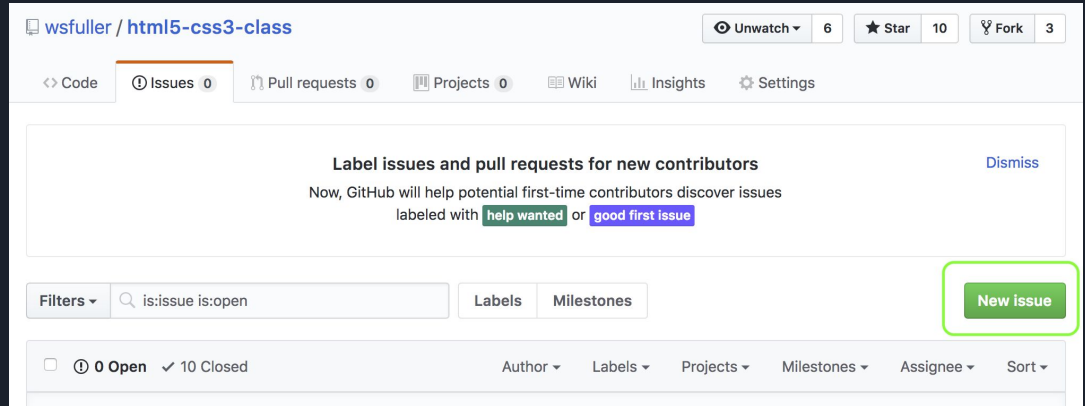 wsfuller / html5-css3-class
Unwatch 6 Star 10 Fork 3
Code Issues 0 Pull requests 0 Projects 0 Wiki Insights Settings
Label issues and pull requests for new contributors
Dismiss
Now, GitHub will help potential first-time contributors discover issues
labeled with help wanted or good first issue
Filters is:issue is:open Labels Milestones New issue
0 Open 10 Closed Author Labels Projects Milestones Assignee Sort